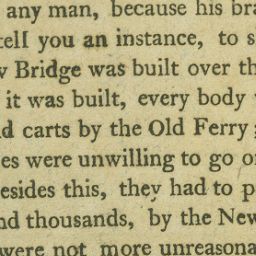 any man, because his bra
tell you an instance, to s
w Bridge was built over th
it was built, every body
d carts by the Old Ferry;
es were unwilling to go o
esides this, they had to p
nd thousands, by the New
were not more unreasona